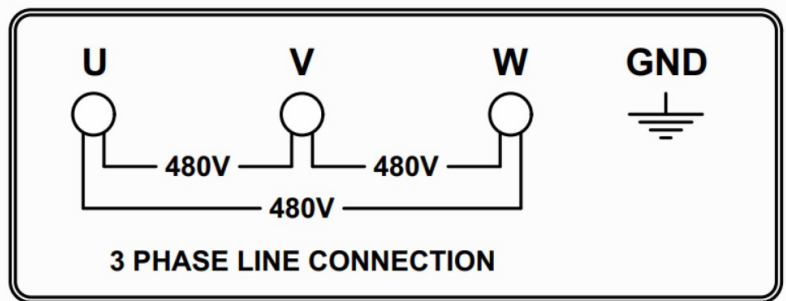 U V W GND
480V 480V
480V
3 PHASE LINE CONNECTION